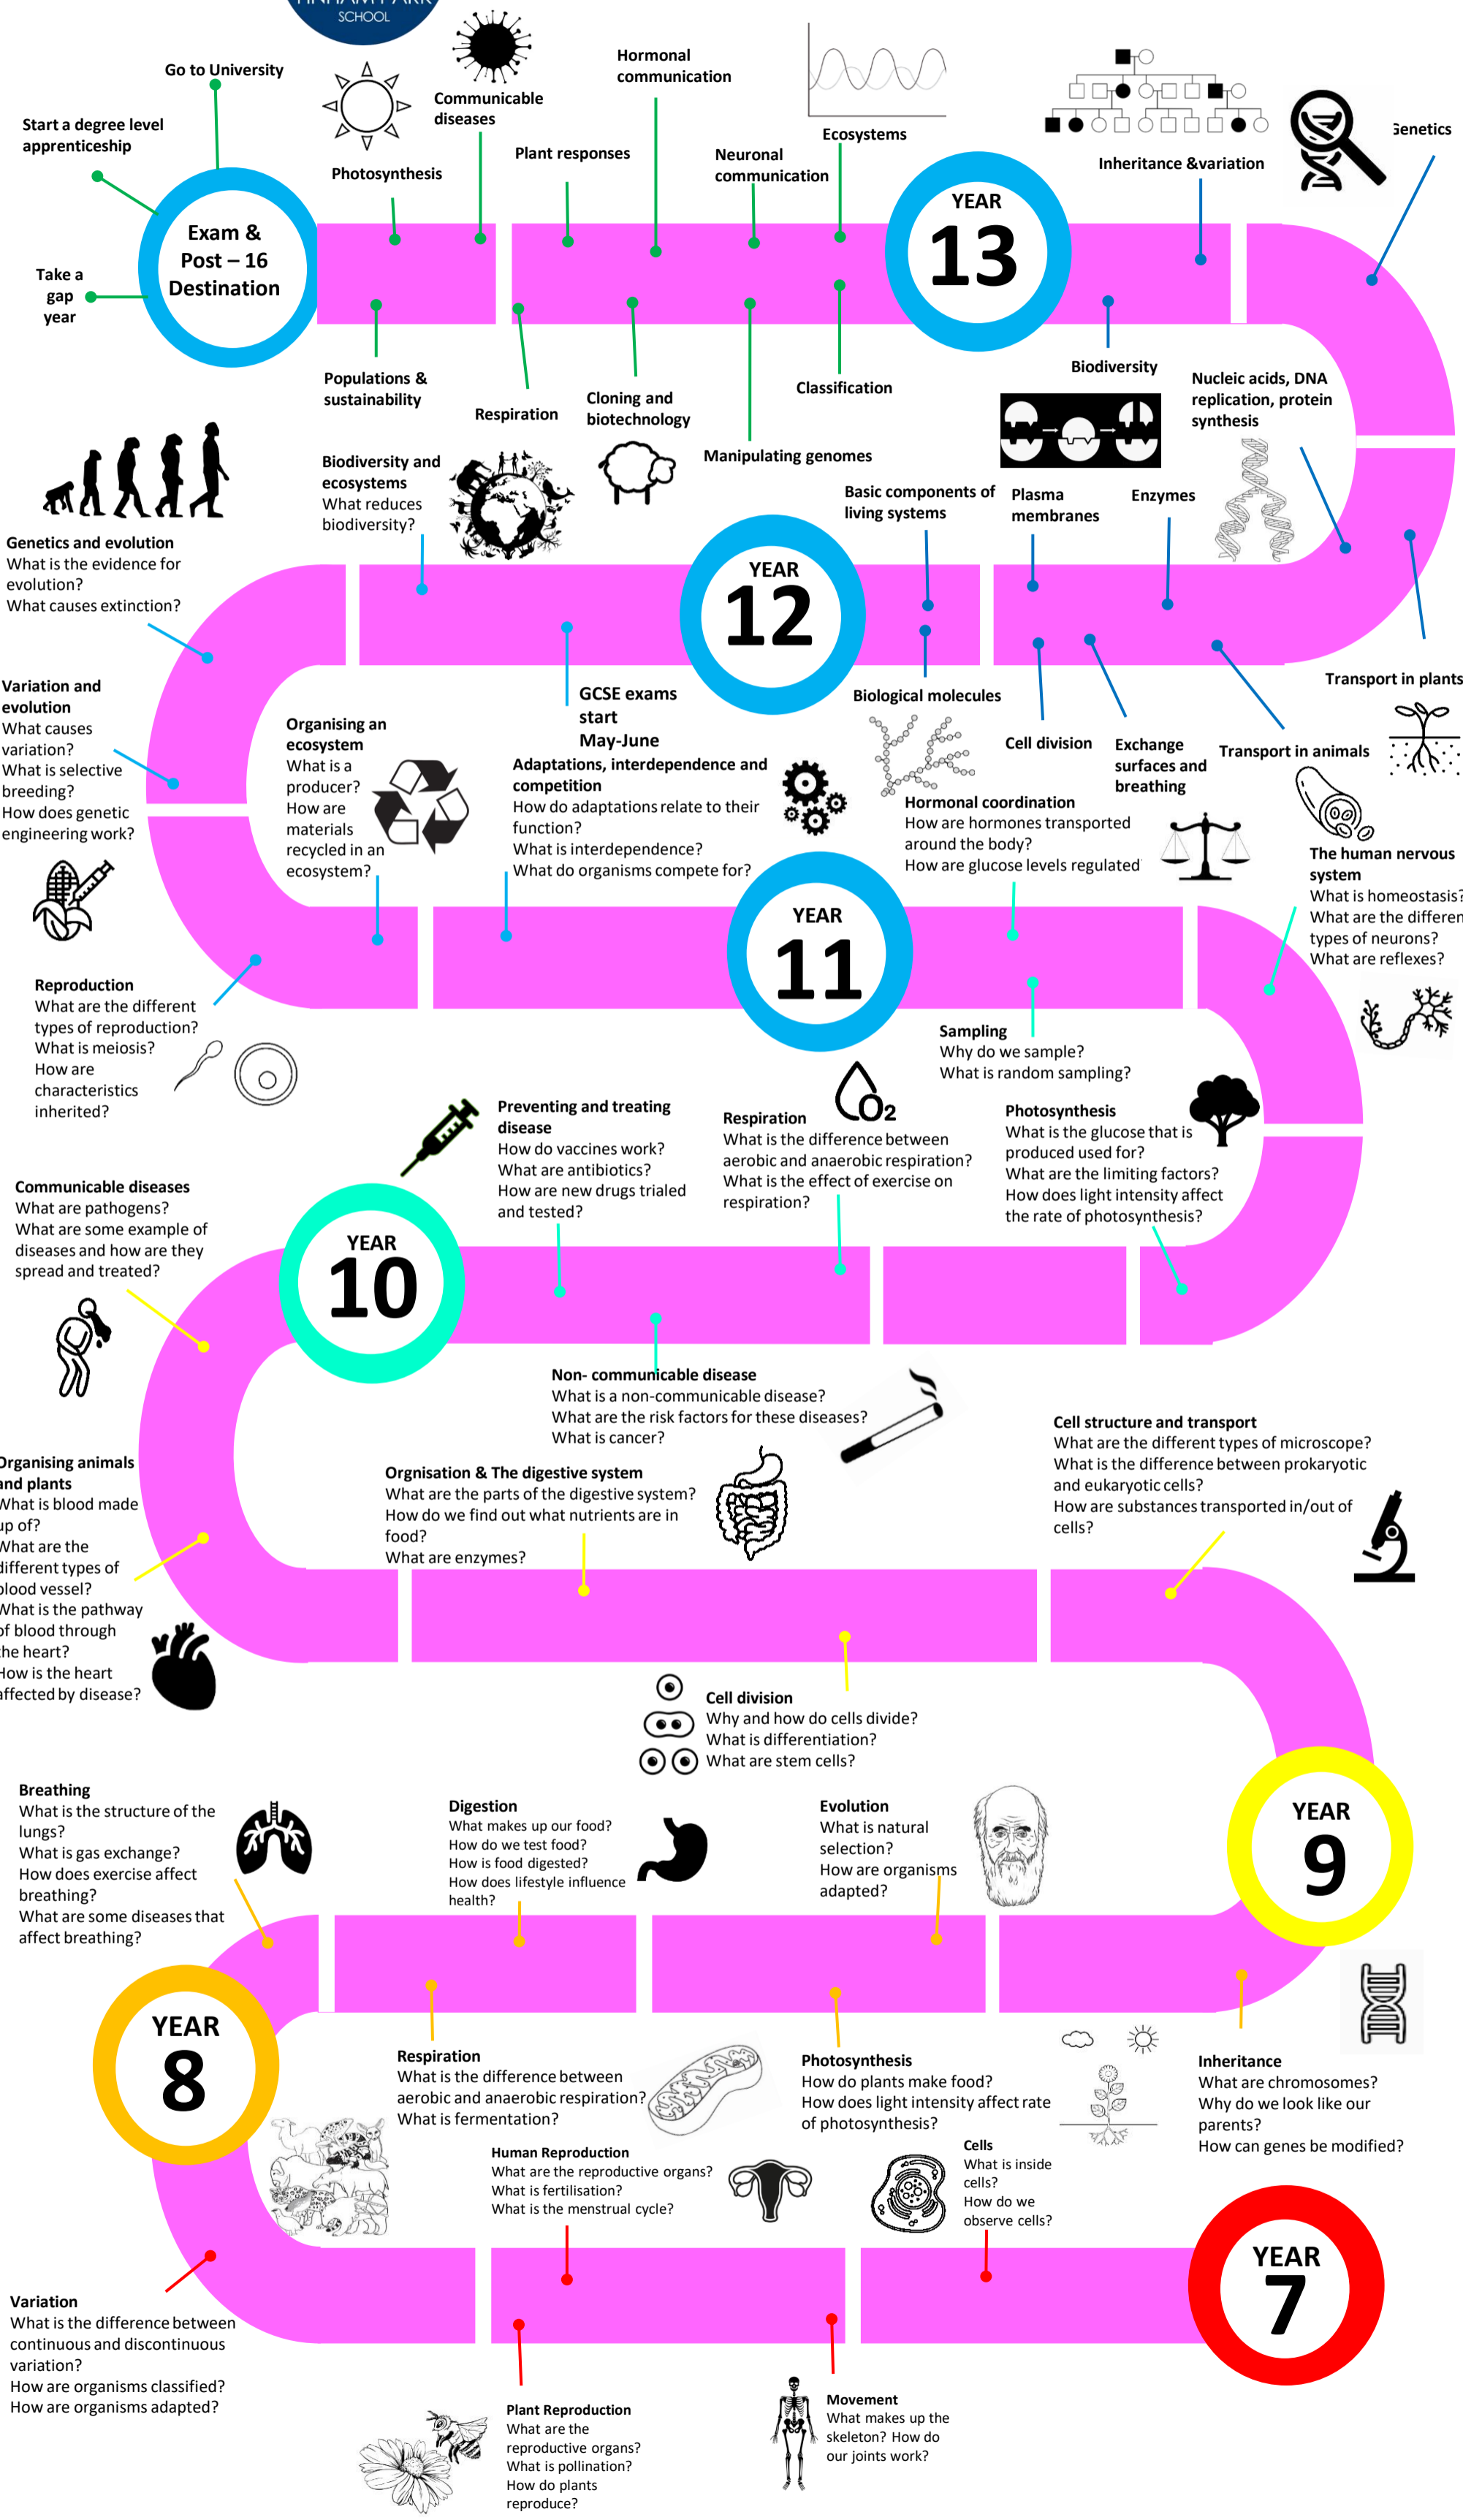 SCHOOL
Go to University
Start a degree level
apprenticeship
Take a
gap
year
Exam &
Post – 16
Destination
Photosynthesis
Communicable
diseases
Plant responses
Hormonal
communication
Neuronal
communication
Ecosystems
YEAR
13
Inheritance &variation
Genetics
Populations &
sustainability
Respiration
Cloning and
biotechnology
Manipulating genomes
Classification
Biodiversity
Nucleic acids, DNA
replication, protein
synthesis
Biodiversity and
ecosystems
What reduces
biodiversity?
Genetics and evolution
What is the evidence for
evolution?
What causes extinction?
YEAR
12
Basic components of
living systems
Plasma
membranes
Enzymes
Variation and
evolution
What causes
variation?
What is selective
breeding?
How does genetic
engineering work?
GCSE exams
start
May-June
Biological molecules
Cell division
Exchange
surfaces and
breathing
Transport in animals
Transport in plants
Organising an
ecosystem
What is a
producer?
How are
materials
recycled in an
ecosystem?
Adaptations, interdependence and
competition
How do adaptations relate to their
function?
What is interdependence?
What do organisms compete for?
YEAR
11
Hormonal coordination
How are hormones transported
around the body?
How are glucose levels regulated
The human nervous
system
What is homeostasis?
What are the differen
types of neurons?
What are reflexes?
Reproduction
What are the different
types of reproduction?
What is meiosis?
How are
characteristics
inherited?
Sampling
Why do we sample?
What is random sampling?
Communicable diseases
What are pathogens?
What are some example of
diseases and how are they
spread and treated?
YEAR
10
Preventing and treating
disease
How do vaccines work?
What are antibiotics?
How are new drugs trialed
and tested?
O2
Respiration
What is the difference between
aerobic and anaerobic respiration?
What is the effect of exercise on
respiration?
Photosynthesis
What is the glucose that is
produced used for?
What are the limiting factors?
How does light intensity affect
the rate of photosynthesis?
Non- communicable disease
What is a non-communicable disease?
What are the risk factors for these diseases?
What is cancer?
Organising animals
and plants
What is blood made
up of?
What are the
different types of
blood vessel?
What is the pathway
of blood through
the heart?
How is the heart
affected by disease?
Orgnisation & The digestive system
What are the parts of the digestive system?
How do we find out what nutrients are in
food?
What are enzymes?
Cell structure and transport
What are the different types of microscope?
What is the difference between prokaryotic
and eukaryotic cells?
How are substances transported in/out of
cells?
Cell division
Why and how do cells divide?
What is differentiation?
What are stem cells?
YEAR
9
Breathing
What is the structure of the
lungs?
What is gas exchange?
How does exercise affect
breathing?
What are some diseases that
affect breathing?
Digestion
What makes up our food?
How do we test food?
How is food digested?
How does lifestyle influence
health?
Evolution
What is natural
selection?
How are organisms
adapted?
YEAR
8
Respiration
What is the difference between
aerobic and anaerobic respiration?
What is fermentation?
Photosynthesis
How do plants make food?
How does light intensity affect rate
of photosynthesis?
Inheritance
What are chromosomes?
Why do we look like our
parents?
How can genes be modified?
Human Reproduction
What are the reproductive organs?
What is fertilisation?
What is the menstrual cycle?
Cells
What is inside
cells?
How do we
observe cells?
YEAR
7
Variation
What is the difference between
continuous and discontinuous
variation?
How are organisms classified?
How are organisms adapted?
Plant Reproduction
What are the
reproductive organs?
What is pollination?
How do plants
reproduce?
Movement
What makes up the
skeleton? How do
our joints work?